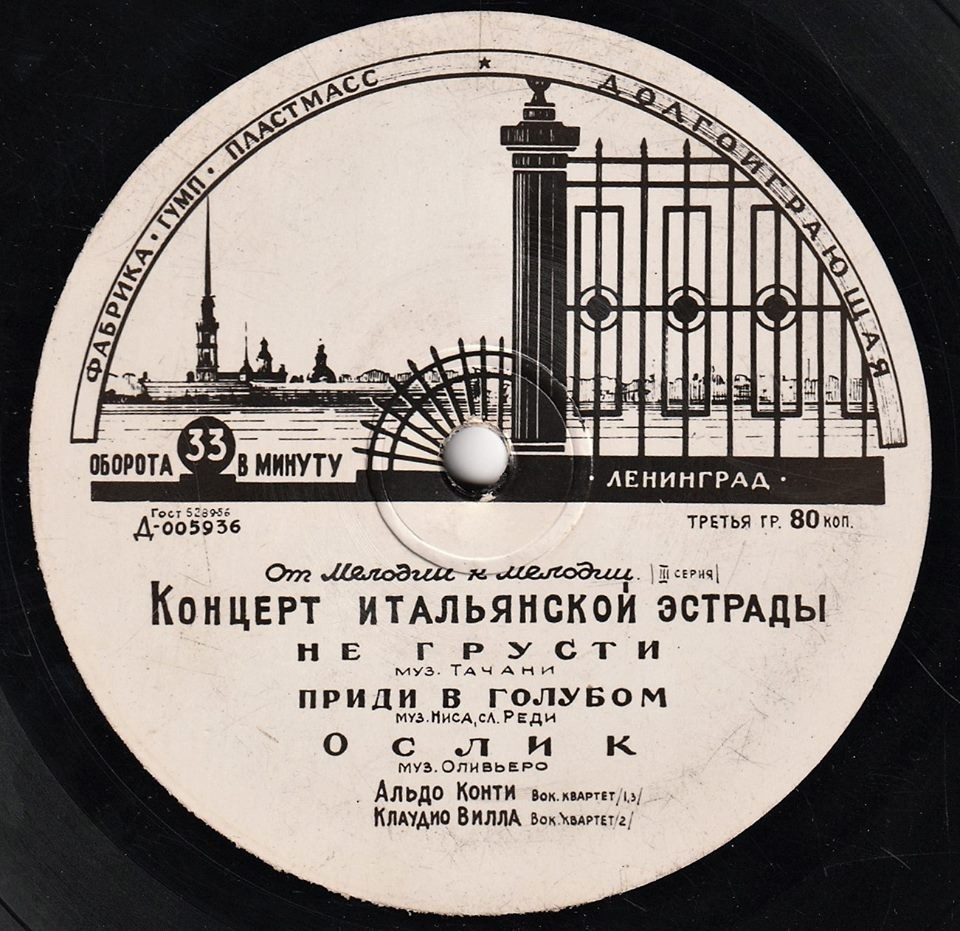 ФАБРИКА · ГУМП · ПЛАСТМАСС ★ ДОЛГОИГРАЮЩАЯ
ОБОРОТА 33 В МИНУТУ
· ЛЕНИНГРАД ·
Гост 5289-56
Д-005936
ТРЕТЬЯ ГР. 80 КОП.
От Мелодии к мелодии. |III СЕРИЯ|
КОНЦЕРТ ИТАЛЬЯНСКОЙ ЭСТРАДЫ
НЕ ГРУСТИ
МУЗ. ТАЧАНИ
ПРИДИ В ГОЛУБОМ
МУЗ. НИСА, СЛ. РЕДИ
ОСЛИК
МУЗ. ОЛИВЬЕРО
АЛЬДО КОНТИ ВОК. КВАРТЕТ /1,3/
КЛАУДИО ВИЛЛА ВОК. КВАРТЕТ /2/